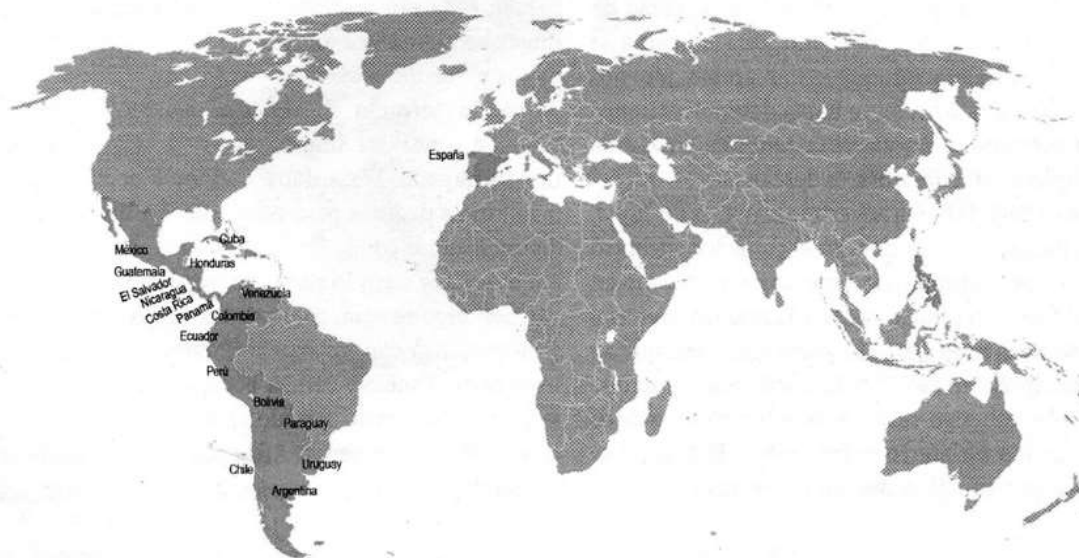 España
Cuba
México
Honduras
Guatemala
El Salvador
Nicaragua
Costa Rica
Panamá
Venezuela
Colombia
Ecuador
Perú
Bolivia
Paraguay
Chile
Uruguay
Argentina